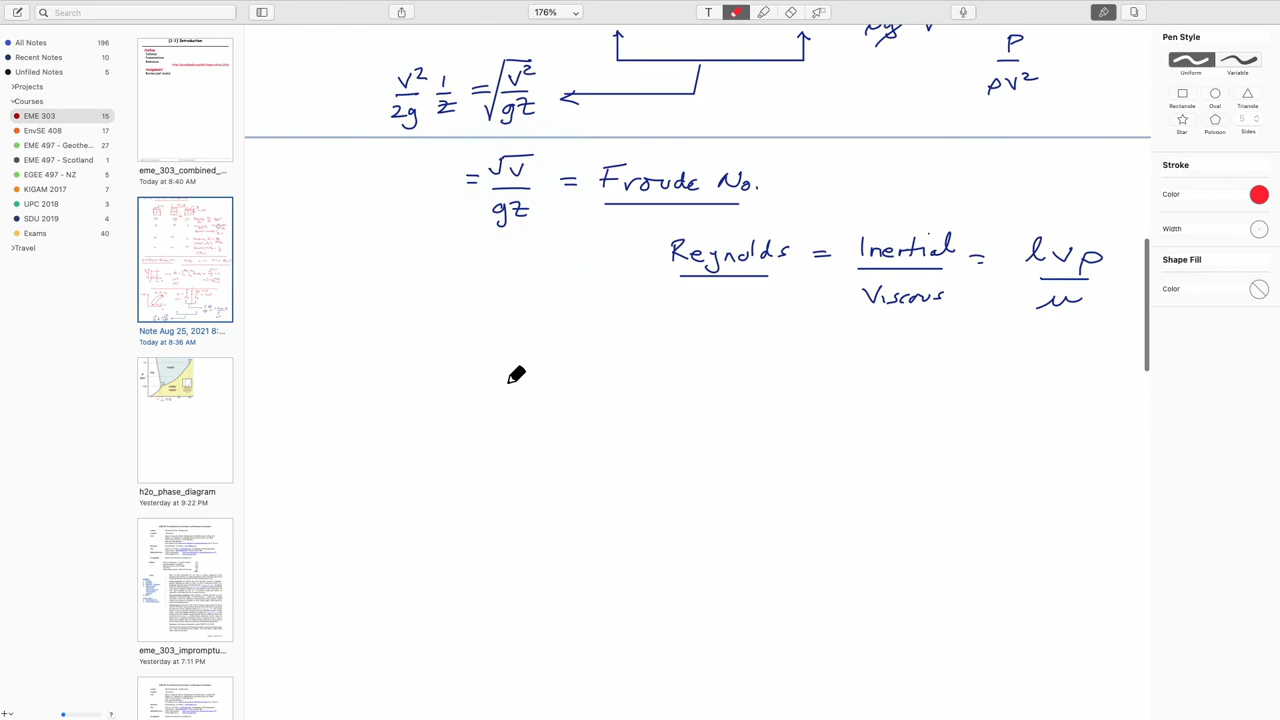 Search
176%
T
Pen Style
Uniform
Variable
Rectangle
Oval
Triangle
Star
Polygon
5
Sides
Stroke
Color
Width
Shape Fill
Color
All Notes 196
Recent Notes 10
Unfiled Notes 5
Projects
Courses
EME 303 15
EnvSE 408 11
EME 497 - Geothe... 27
EME 497 - Scotland 1
EGEE 497 - NZ 5
KIGAM 2017 7
UPC 2018 3
SDU 2019 4
Exams 40
Travel
[1-1] Introduction
eme_303_combined_...
Today at 8:40 AM
Note Aug 25, 2021 8:...
Today at 8:36 AM
h2o_phase_diagram
Yesterday at 9:22 PM
eme_303_impromptu...
Yesterday at 7:11 PM
P / ρV²
V²/2g 1/z = √V²/gz
= √V/gz = Froude No.
Reynolds = Inertial/Viscous = lvρ/μ